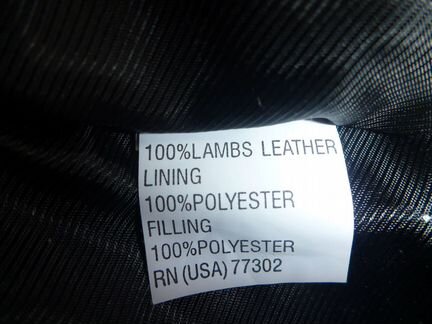 100%LAMBS LEATHER
LINING
100%POLYESTER
FILLING
100%POLYESTER
RN(USA)77302